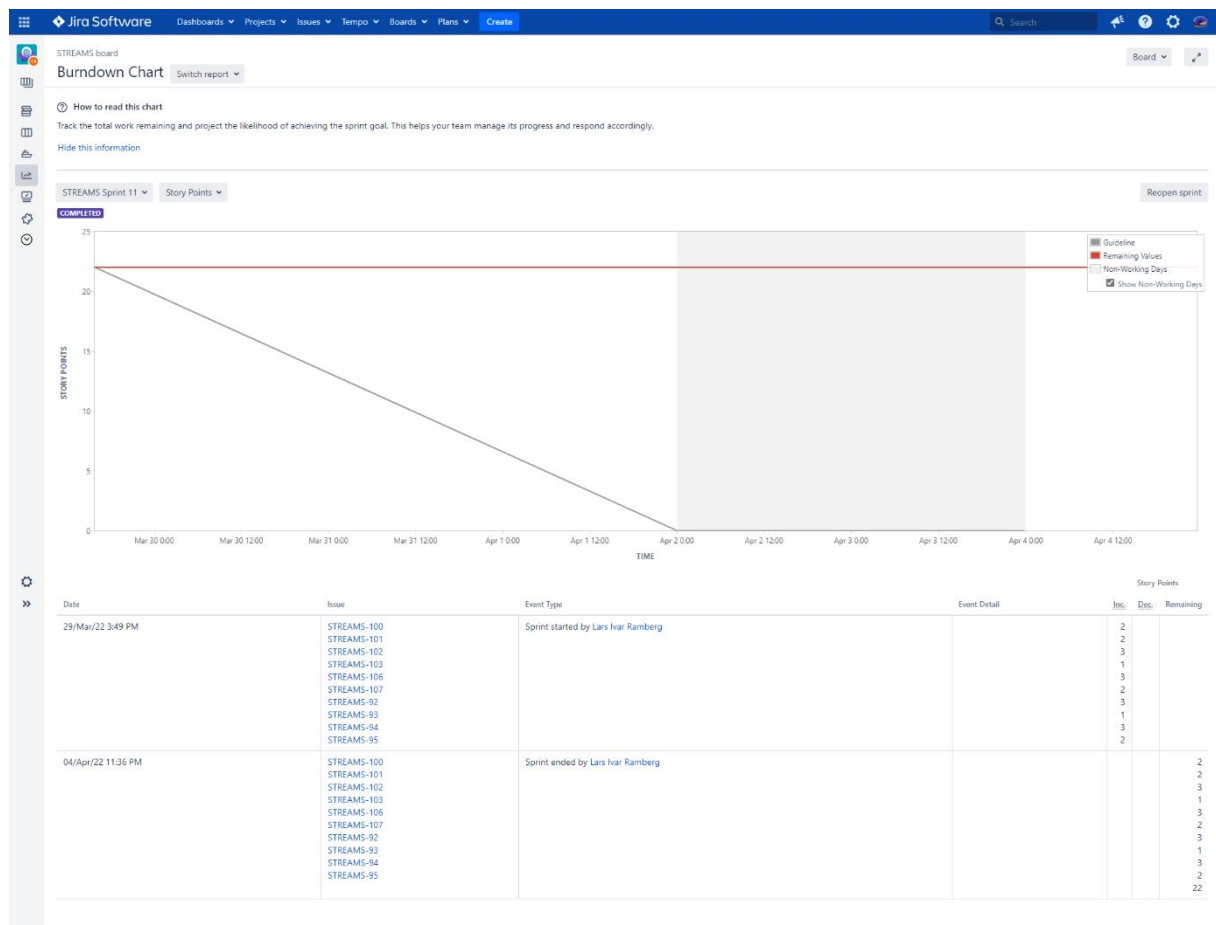 Jira Software Dashboards Projects Issues Tempo Boards Plans Create Search
STREAMS board
Board
Burndown Chart Switch report
How to read this chart
Track the total work remaining and project the likelihood of achieving the sprint goal. This helps your team manage its progress and respond accordingly.
Hide this information
STREAMS Sprint 11 Story Points Reopen sprint
COMPLETED
25
20
15
10
5
0
STORY POINTS
Guideline
Remaining Values
Non-Working Days
Show Non-Working Days
Mar 30 0:00 Mar 30 12:00 Mar 31 0:00 Mar 31 12:00 Apr 1 0:00 Apr 1 12:00 Apr 2 0:00 Apr 2 12:00 Apr 3 0:00 Apr 3 12:00 Apr 4 0:00 Apr 4 12:00
TIME
Story Points
Date Issue Event Type Event Detail Inc. Dec. Remaining
29/Mar/22 3:49 PM STREAMS-100 Sprint started by Lars Ivar Ramberg 2
STREAMS-101 2
STREAMS-102 3
STREAMS-103 1
STREAMS-106 3
STREAMS-107 2
STREAMS-92 3
STREAMS-93 1
STREAMS-94 3
STREAMS-95 2
04/Apr/22 11:36 PM STREAMS-100 Sprint ended by Lars Ivar Ramberg 2
STREAMS-101 2
STREAMS-102 3
STREAMS-103 1
STREAMS-106 3
STREAMS-107 2
STREAMS-92 3
STREAMS-93 1
STREAMS-94 3
STREAMS-95 2
22